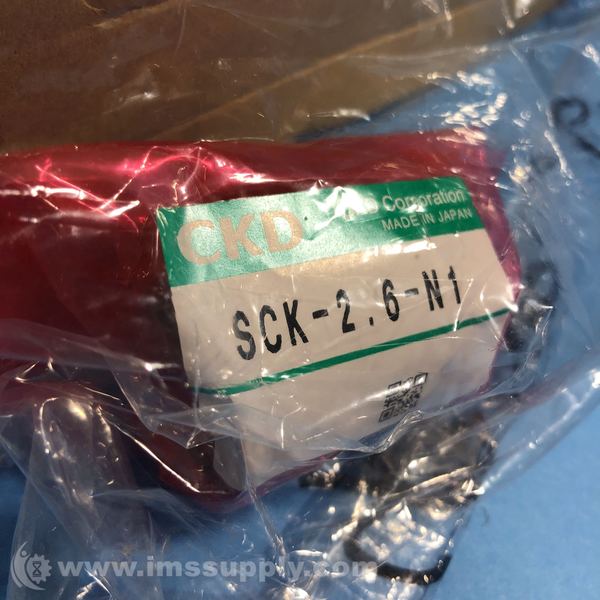 CKD Corporation
MADE IN JAPAN
SCK-2.6-N1
www.imssupply.com